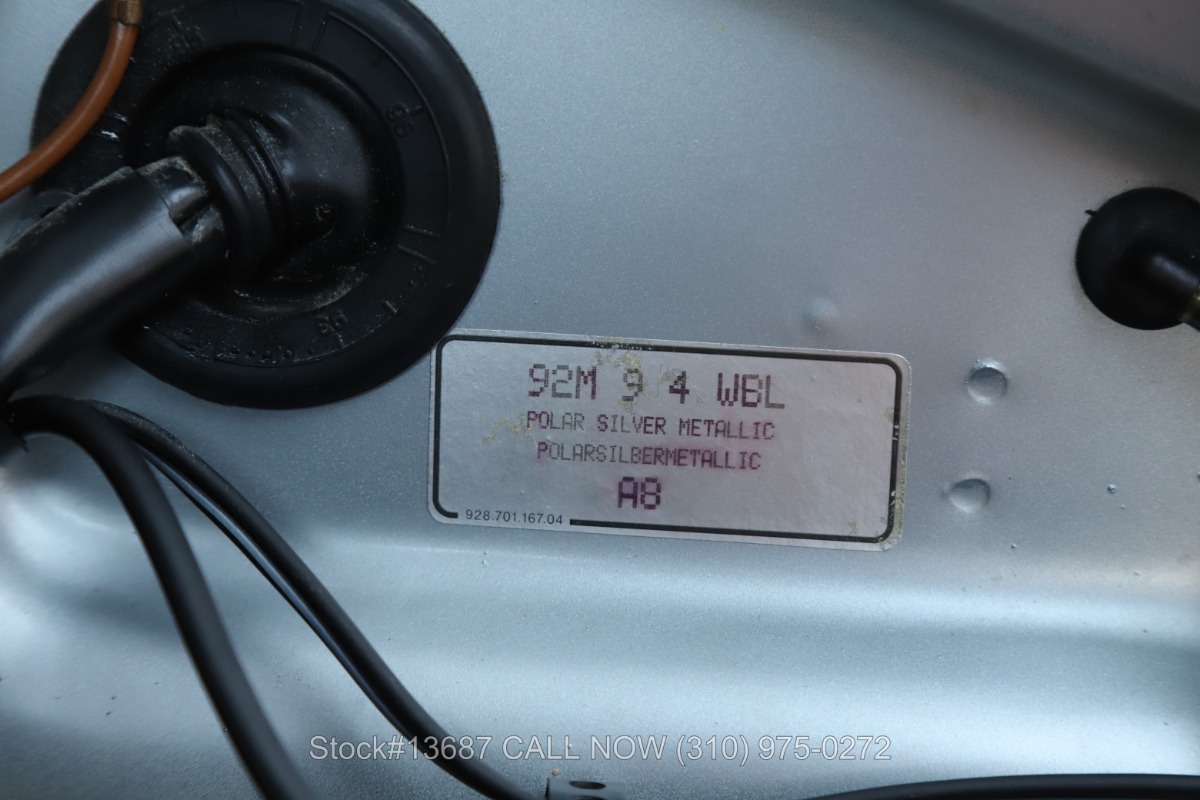 92M 9 4 WBL
POLAR SILVER METALLIC
POLARSILBERMETALLIC
A8
928.701.167.04
Stock#13687 CALL NOW (310) 975-0272